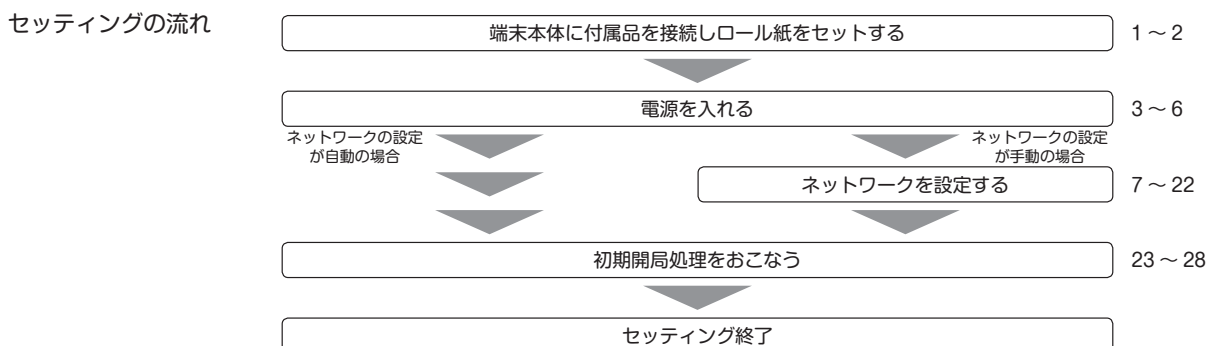 セッティングの流れ
端末本体に付属品を接続しロール紙をセットする
1～2
電源を入れる
3～6
ネットワークの設定
が自動の場合
ネットワークの設定
が手動の場合
ネットワークを設定する
7～22
初期開局処理をおこなう
23～28
セッティング終了